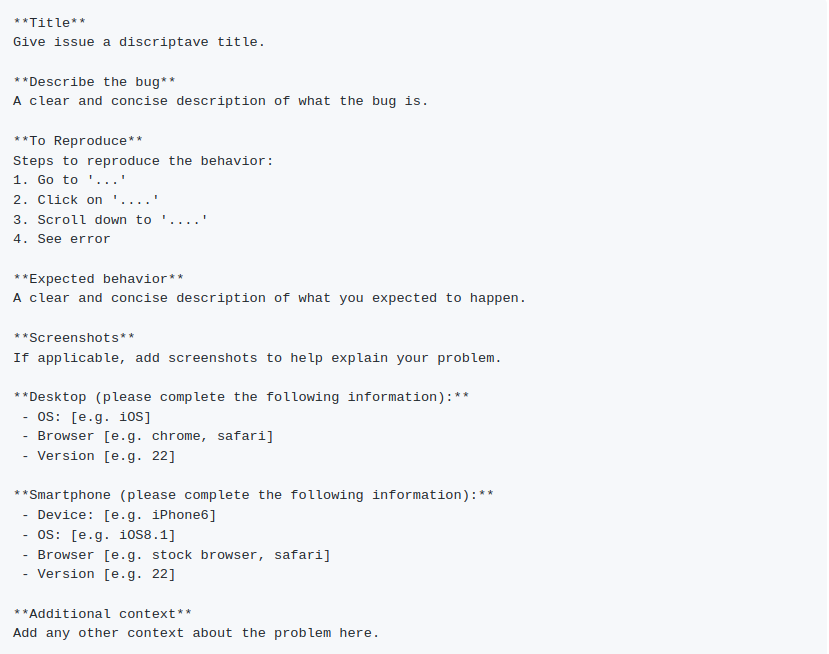 **Title**
Give issue a discriptave title.

**Describe the bug**
A clear and concise description of what the bug is.

**To Reproduce**
Steps to reproduce the behavior:
1. Go to '...'
2. Click on '....'
3. Scroll down to '....'
4. See error

**Expected behavior**
A clear and concise description of what you expected to happen.

**Screenshots**
If applicable, add screenshots to help explain your problem.

**Desktop (please complete the following information):**
 - OS: [e.g. iOS]
 - Browser [e.g. chrome, safari]
 - Version [e.g. 22]

**Smartphone (please complete the following information):**
 - Device: [e.g. iPhone6]
 - OS: [e.g. iOS8.1]
 - Browser [e.g. stock browser, safari]
 - Version [e.g. 22]

**Additional context**
Add any other context about the problem here.